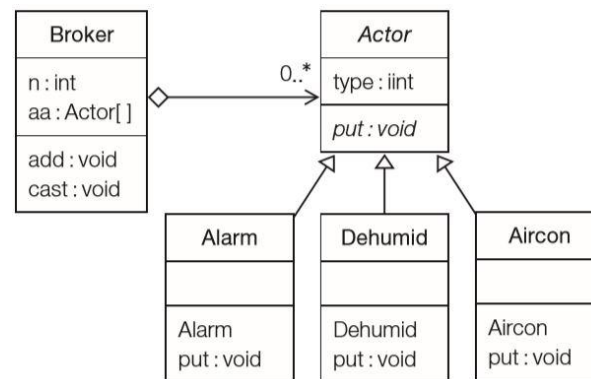 Broker
n : int
aa : Actor[ ]
add : void
cast : void
0..*
Actor
type : iint
put : void
Alarm
Alarm
put : void
Dehumid
Dehumid
put : void
Aircon
Aircon
put : void